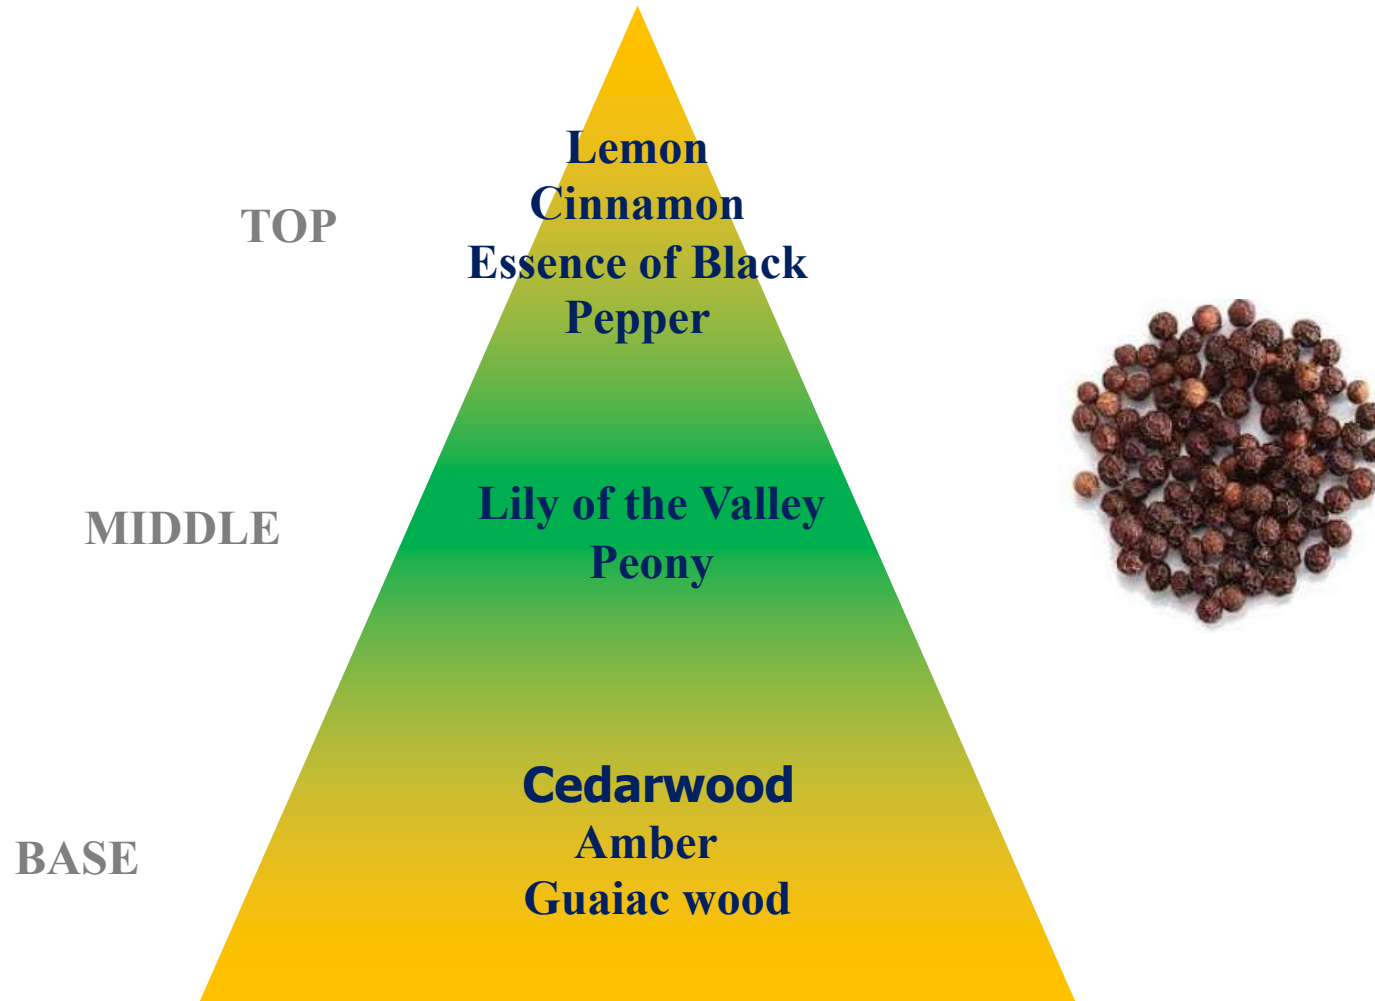 TOP
Lemon
Cinnamon
Essence of Black
Pepper
MIDDLE
Lily of the Valley
Peony
BASE
Cedarwood
Amber
Guaiac wood